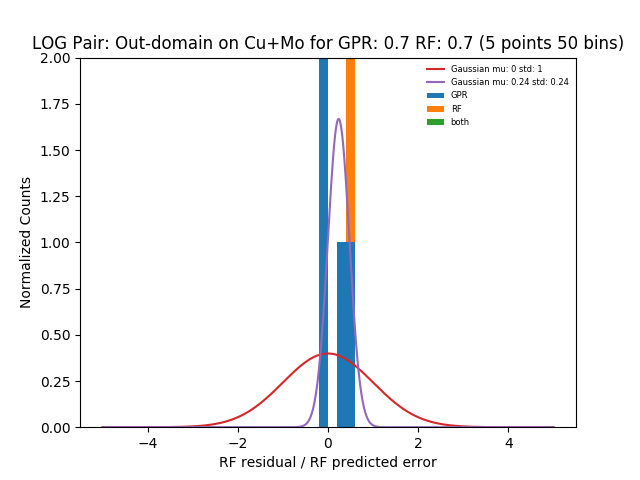 LOG Pair: Out-domain on Cu+Mo for GPR: 0.7 RF: 0.7 (5 points 50 bins)
Gaussian mu: 0 std: 1
Gaussian mu: 0.24 std: 0.24
GPR
RF
both
Normalized Counts
2.00
1.75
1.50
1.25
1.00
0.75
0.50
0.25
0.00
−4
−2
0
2
4
RF residual / RF predicted error